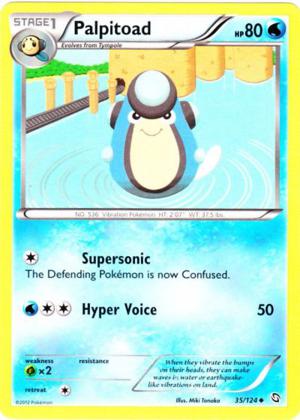 STAGE1
Palpitoad
HP80
Evolves from Tympole
NO. 536 Vibration Pokémon HT: 2'07" WT: 37.5 lbs.
Supersonic
The Defending Pokémon is now Confused.
Hyper Voice 50
weakness
resistance
×2
retreat
When they vibrate the bumps
on their heads, they can make
waves in water or earthquake-
like vibrations on land.
©2012 Pokémon
Illus. Miki Tanaka
35/124